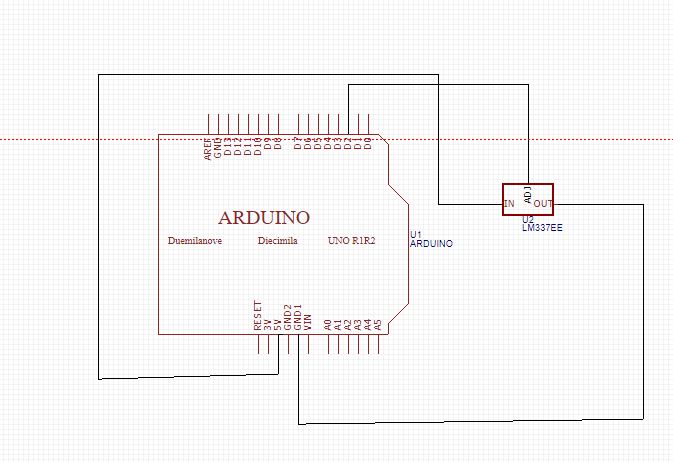 AREF GND D13 D12 D11 D10 D9 D8 D7 D6 D5 D4 D3 D2 D1 D0
ARDUINO
Duemilanove Diecimila UNO R1R2
RESET 3V 5V GND2 GND1 VIN A0 A1 A2 A3 A4 A5
U1
ARDUINO
IN ADJ OUT
U2
LM337EE